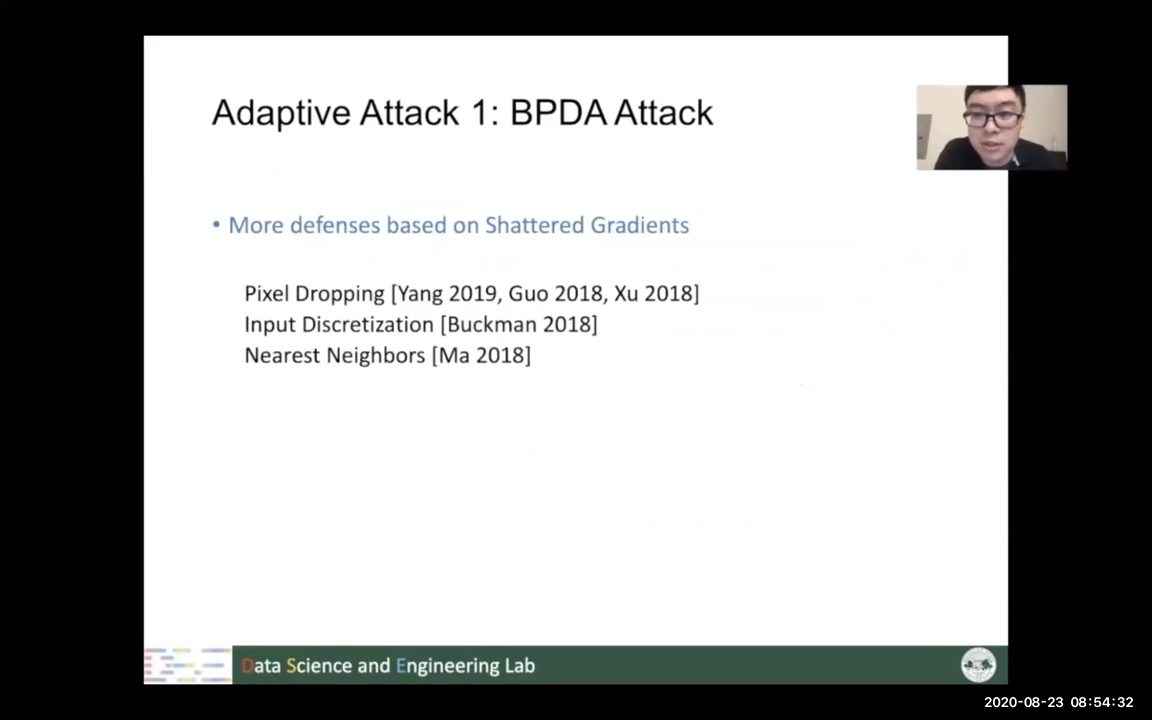 Adaptive Attack 1: BPDA Attack
• More defenses based on Shattered Gradients
Pixel Dropping [Yang 2019, Guo 2018, Xu 2018]
Input Discretization [Buckman 2018]
Nearest Neighbors [Ma 2018]
Data Science and Engineering Lab
2020-08-23 08:54:32